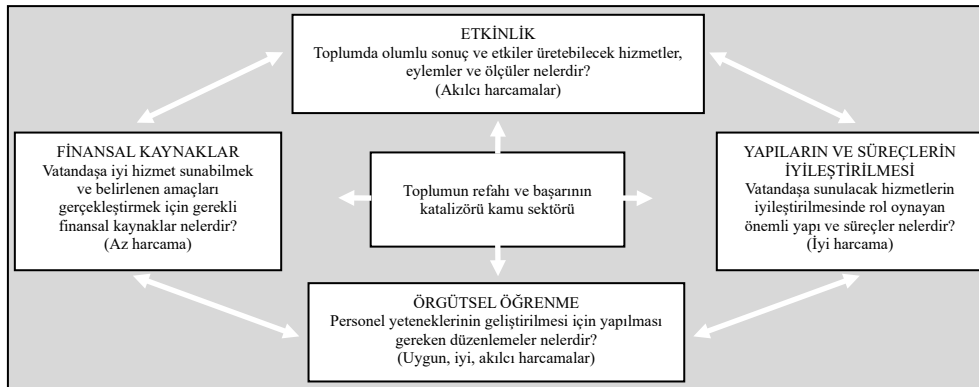 ETKİNLİK
Toplumda olumlu sonuç ve etkiler üretebilecek hizmetler,
eylemler ve ölçüler nelerdir?
(Akılcı harcamalar)
FİNANSAL KAYNAKLAR
Vatandaşa iyi hizmet sunabilmek
ve belirlenen amaçları
gerçekleştirmek için gerekli
finansal kaynaklar nelerdir?
(Az harcama)
Toplumun refahı ve başarının
katalizörü kamu sektörü
YAPILARIN VE SÜREÇLERİN
İYİLEŞTİRİLMESİ
Vatandaşa sunulacak hizmetlerin
iyileştirilmesinde rol oynayan
önemli yapı ve süreçler nelerdir?
(İyi harcama)
ÖRGÜTSEL ÖĞRENME
Personel yeteneklerinin geliştirilmesi için yapılması
gereken düzenlemeler nelerdir?
(Uygun, iyi, akılcı harcamalar)